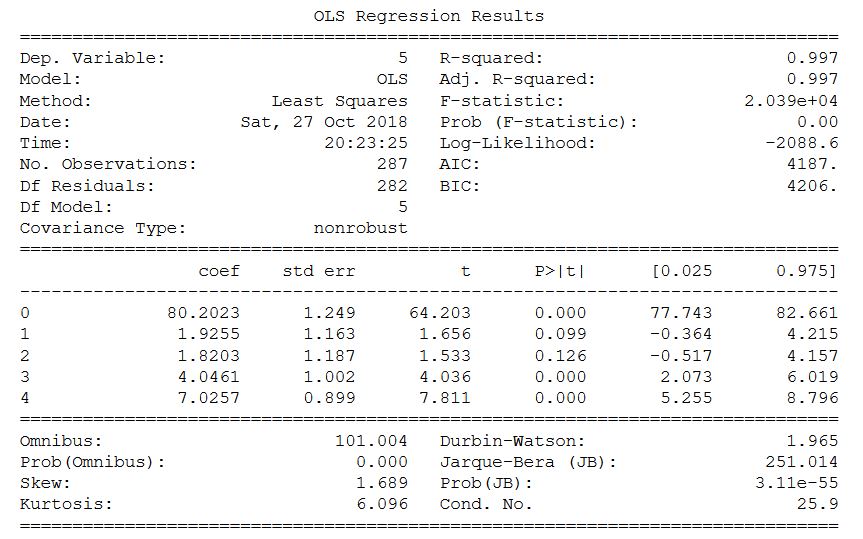 OLS Regression Results
==============================================================================
Dep. Variable:                      5   R-squared:                       0.997
Model:                            OLS   Adj. R-squared:                  0.997
Method:                 Least Squares   F-statistic:                 2.039e+04
Date:                Sat, 27 Oct 2018   Prob (F-statistic):               0.00
Time:                        20:23:25   Log-Likelihood:                -2088.6
No. Observations:                 287   AIC:                             4187.
Df Residuals:                     282   BIC:                             4206.
Df Model:                           5
Covariance Type:            nonrobust
==============================================================================
coef    std err          t      P>|t|      [0.025      0.975]
------------------------------------------------------------------------------
0             80.2023      1.249     64.203      0.000      77.743      82.661
1              1.9255      1.163      1.656      0.099      -0.364       4.215
2              1.8203      1.187      1.533      0.126      -0.517       4.157
3              4.0461      1.002      4.036      0.000       2.073       6.019
4              7.0257      0.899      7.811      0.000       5.255       8.796
==============================================================================
Omnibus:                      101.004   Durbin-Watson:                   1.965
Prob(Omnibus):                  0.000   Jarque-Bera (JB):              251.014
Skew:                           1.689   Prob(JB):                     3.11e-55
Kurtosis:                       6.096   Cond. No.                         25.9
==============================================================================